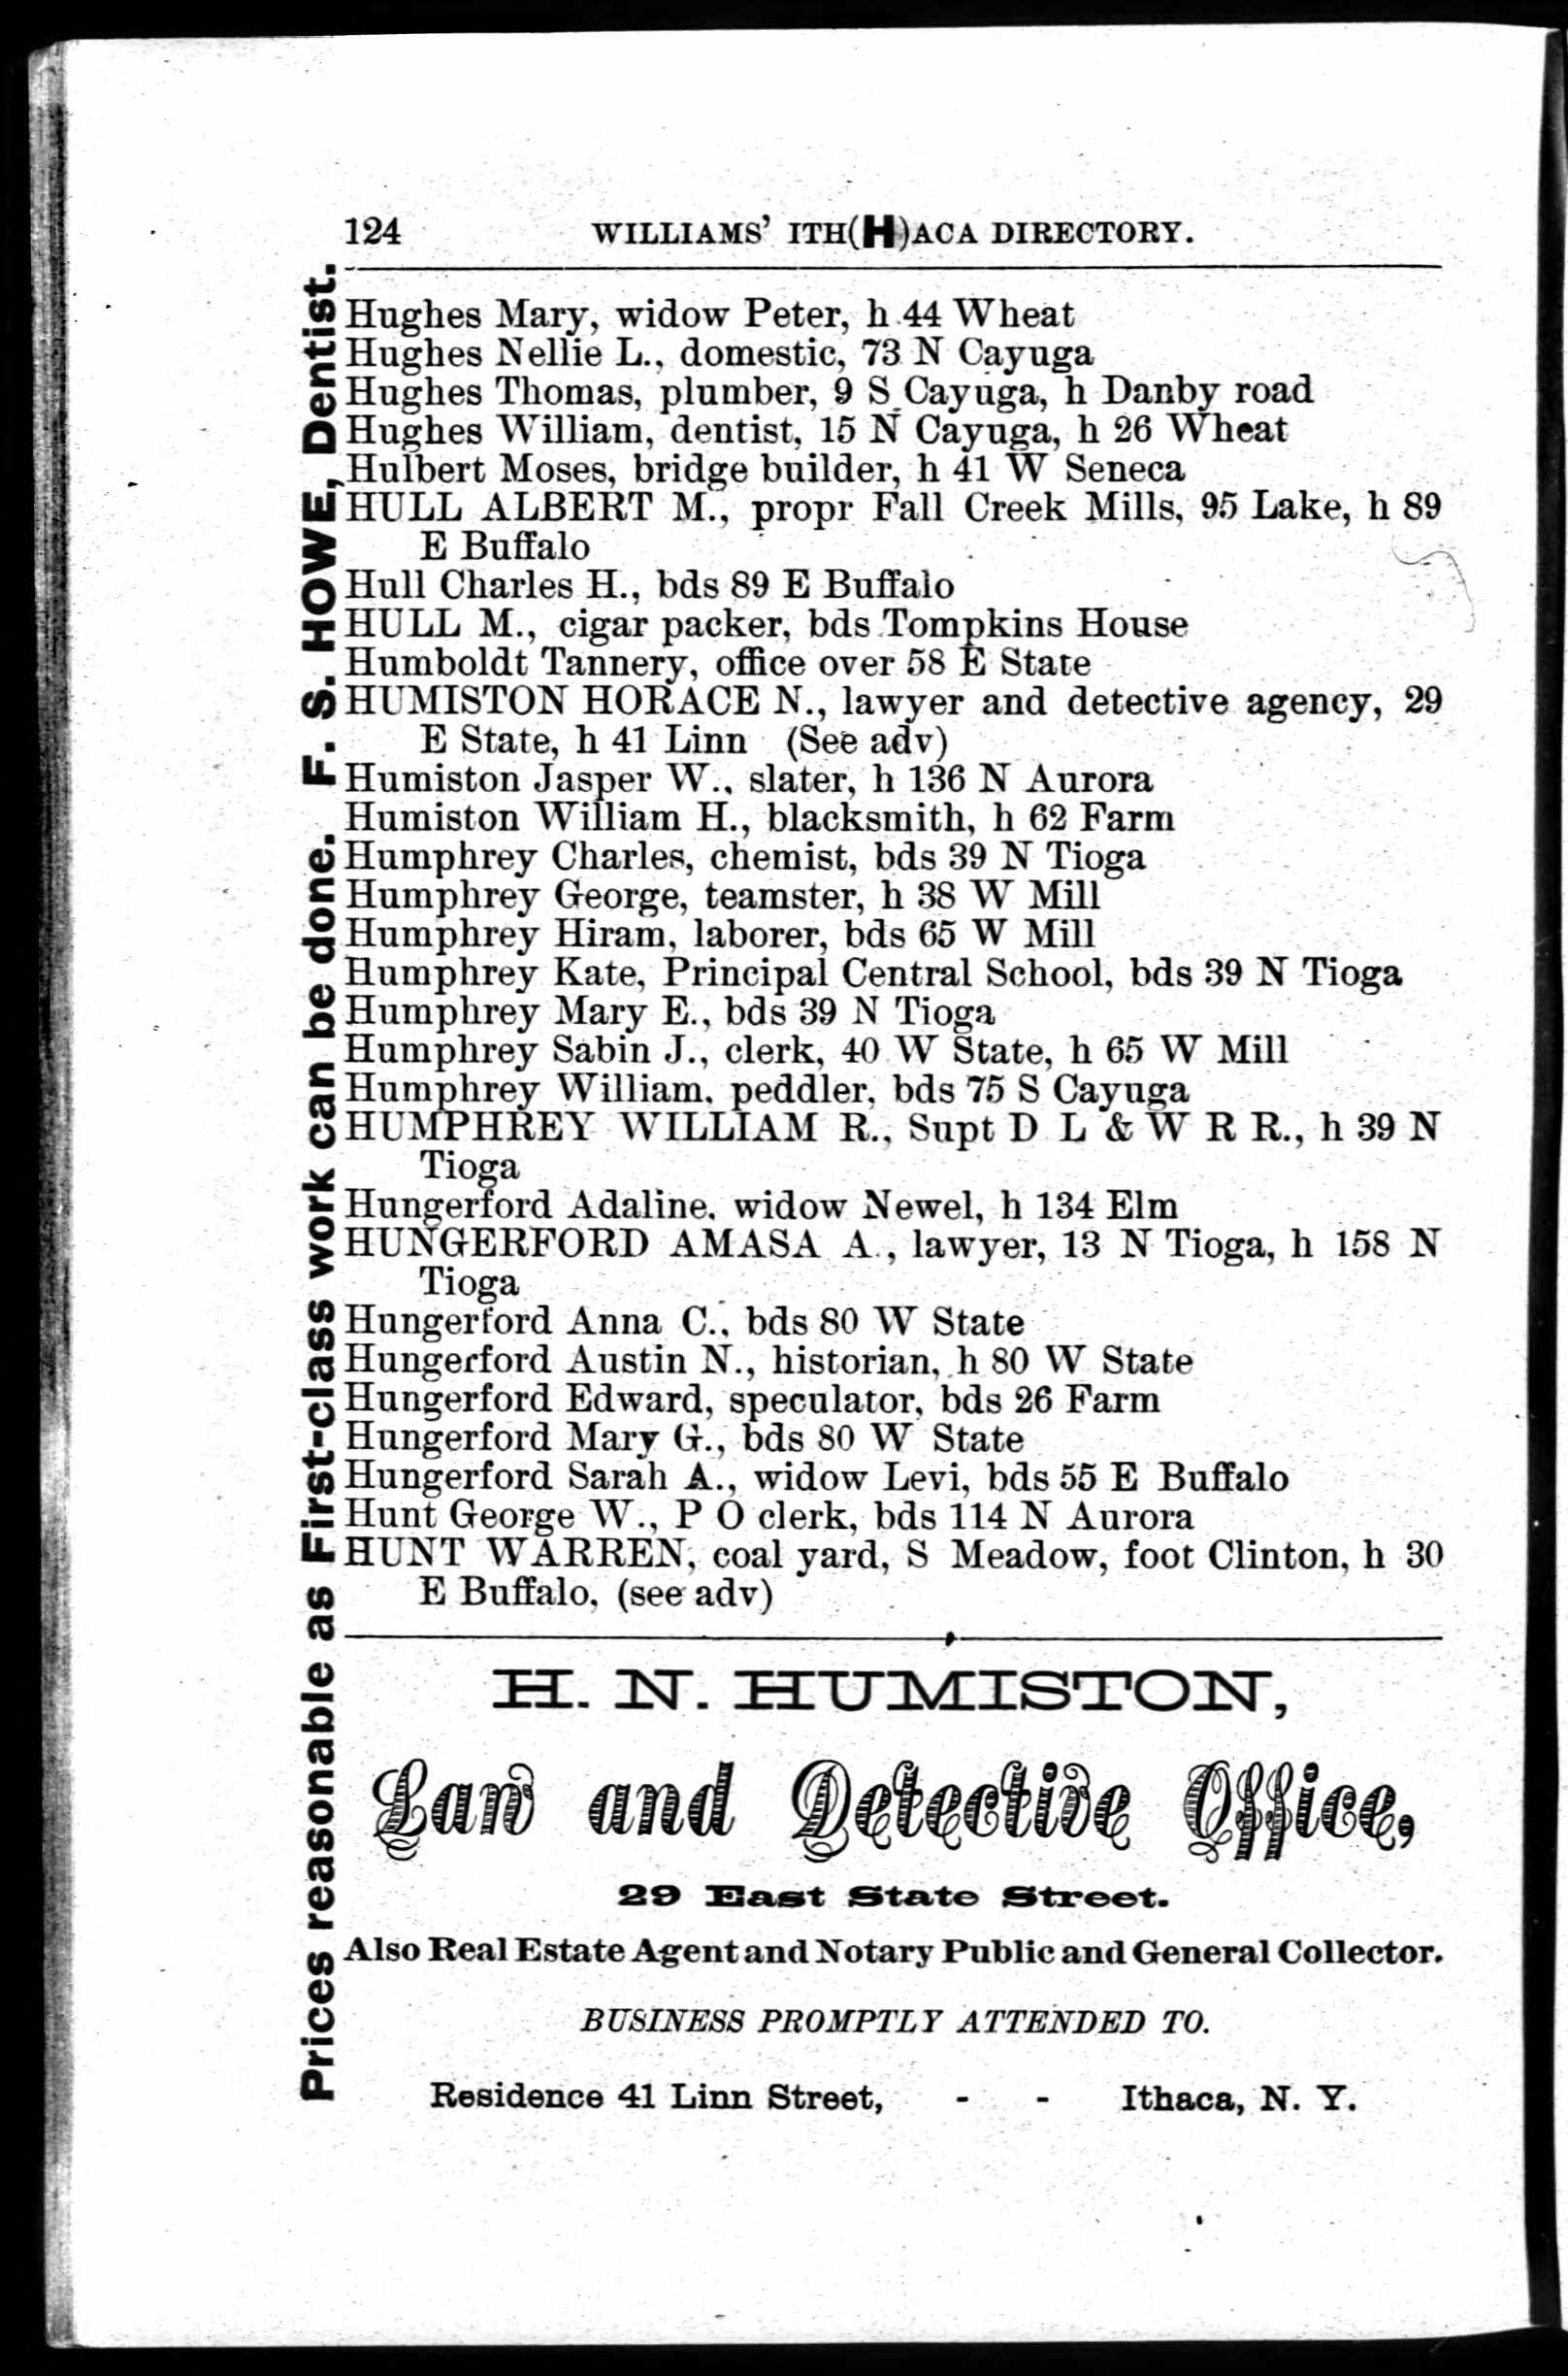 124 WILLIAMS' ITH(H)ACA DIRECTORY.
Hughes Mary, widow Peter, h 44 Wheat
Hughes Nellie L., domestic, 73 N Cayuga
Hughes Thomas, plumber, 9 S Cayuga, h Danby road
Hughes William, dentist, 15 N Cayuga, h 26 Wheat
Hulbert Moses, bridge builder, h 41 W Seneca
HULL ALBERT M., propr Fall Creek Mills, 95 Lake, h 89
E Buffalo
Hull Charles H., bds 89 E Buffalo
HULL M., cigar packer, bds Tompkins House
Humboldt Tannery, office over 58 E State
HUMISTON HORACE N., lawyer and detective agency, 29
E State, h 41 Linn (See adv)
Humiston Jasper W., slater, h 136 N Aurora
Humiston William H., blacksmith, h 62 Farm
Humphrey Charles, chemist, bds 39 N Tioga
Humphrey George, teamster, h 38 W Mill
Humphrey Hiram, laborer, bds 65 W Mill
Humphrey Kate, Principal Central School, bds 39 N Tioga
Humphrey Mary E., bds 39 N Tioga
Humphrey Sabin J., clerk, 40 W State, h 65 W Mill
Humphrey William, peddler, bds 75 S Cayuga
HUMPHREY WILLIAM R., Supt D L & W R R., h 39 N
Tioga
Hungerford Adaline, widow Newel, h 134 Elm
HUNGERFORD AMASA A., lawyer, 13 N Tioga, h 158 N
Tioga
Hungerford Anna C., bds 80 W State
Hungerford Austin N., historian, h 80 W State
Hungerford Edward, speculator, bds 26 Farm
Hungerford Mary G., bds 80 W State
Hungerford Sarah A., widow Levi, bds 55 E Buffalo
Hunt George W., P O clerk, bds 114 N Aurora
HUNT WARREN, coal yard, S Meadow, foot Clinton, h 30
E Buffalo, (see adv)
H. N. HUMISTON,
Law and Detective Office,
29 East State Street.
Also Real Estate Agent and Notary Public and General Collector.
BUSINESS PROMPTLY ATTENDED TO.
Residence 41 Linn Street, - - Ithaca, N. Y.
Prices reasonable as First-class work can be done. F. S. HOWE, Dentist.